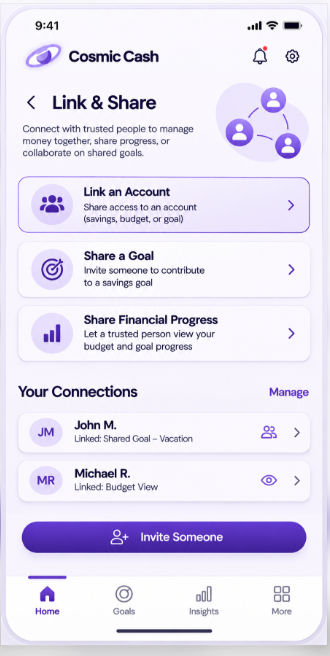 9:41
Cosmic Cash
Link & Share
Connect with trusted people to manage
money together, share progress, or
collaborate on shared goals.
Link an Account
Share access to an account
(savings, budget, or goal)
Share a Goal
Invite someone to contribute
to a savings goal
Share Financial Progress
Let a trusted person view your
budget and goal progress
Your Connections
Manage
JM
John M.
Linked: Shared Goal – Vacation
MR
Michael R.
Linked: Budget View
Invite Someone
Home
Goals
Insights
More